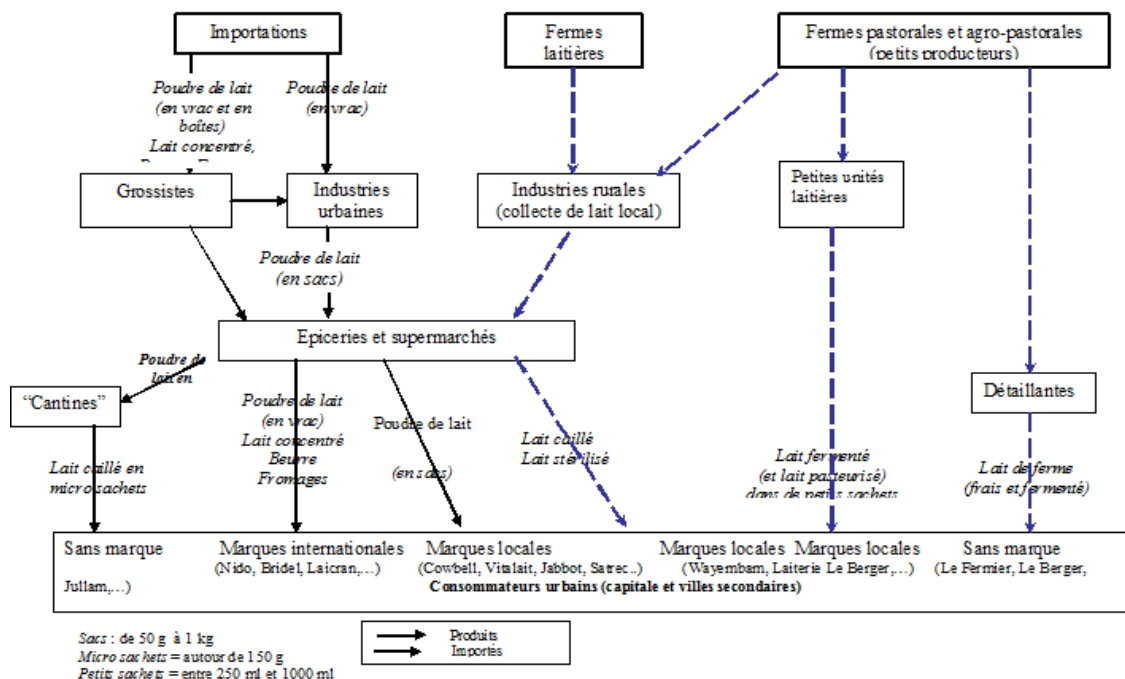 Importations
Fermes
laitières
Fermes pastorales et agro-pastorales
(petits producteurs)
Poudre de lait
(en vrac et en
boîtes)
Lait concentré,
Poudre de lait
(en vrac)
Grossistes
Industries
urbaines
Industries rurales
(collecte de lait local)
Petites unités
laitières
Poudre de lait
(en sacs)
Epiceries et supermarchés
Poudre de
lait en
“Cantines”
Détaillantes
Poudre de lait
(en vrac)
Lait concentré
Beurre
Fromages
Poudre de lait
(en sacs)
Lait caillé
Lait stérilisé
Lait caillé en
micro sachets
Lait fermenté
(et lait pasteurisé)
dans de petits sachets
Lait de ferme
(frais et fermenté)
Sans marque Marques internationales Marques locales Marques locales Marques locales Sans marque
(Nido, Bridel, Laicran,…) (Cowbell, Vitalait, Jabbot, Satrec..) (Wayembam, Laiterie Le Berger,…) (Le Fermier, Le Berger,
Jullam,…) Consommateurs urbains (capitale et villes secondaires)
Sacs : de 50 g à 1 kg
Micro sachets = autour de 150 g
Petits sachets = entre 250 ml et 1000 ml
Produits
Importés